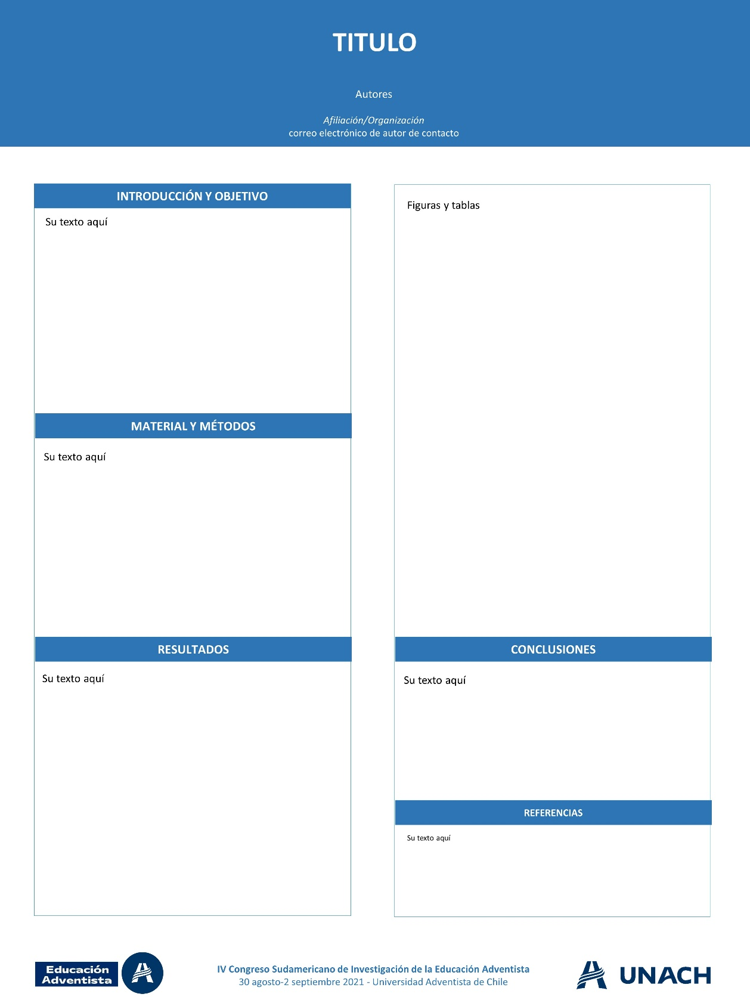 TITULO
Autores
Afiliación/Organización
correo electrónico de autor de contacto
INTRODUCCIÓN Y OBJETIVO
Su texto aquí
MATERIAL Y MÉTODOS
Su texto aquí
RESULTADOS
Su texto aquí
Figuras y tablas
CONCLUSIONES
Su texto aquí
REFERENCIAS
Su texto aquí
Educación
Adventista
IV Congreso Sudamericano de Investigación de la Educación Adventista
30 agosto-2 septiembre 2021 - Universidad Adventista de Chile
UNACH